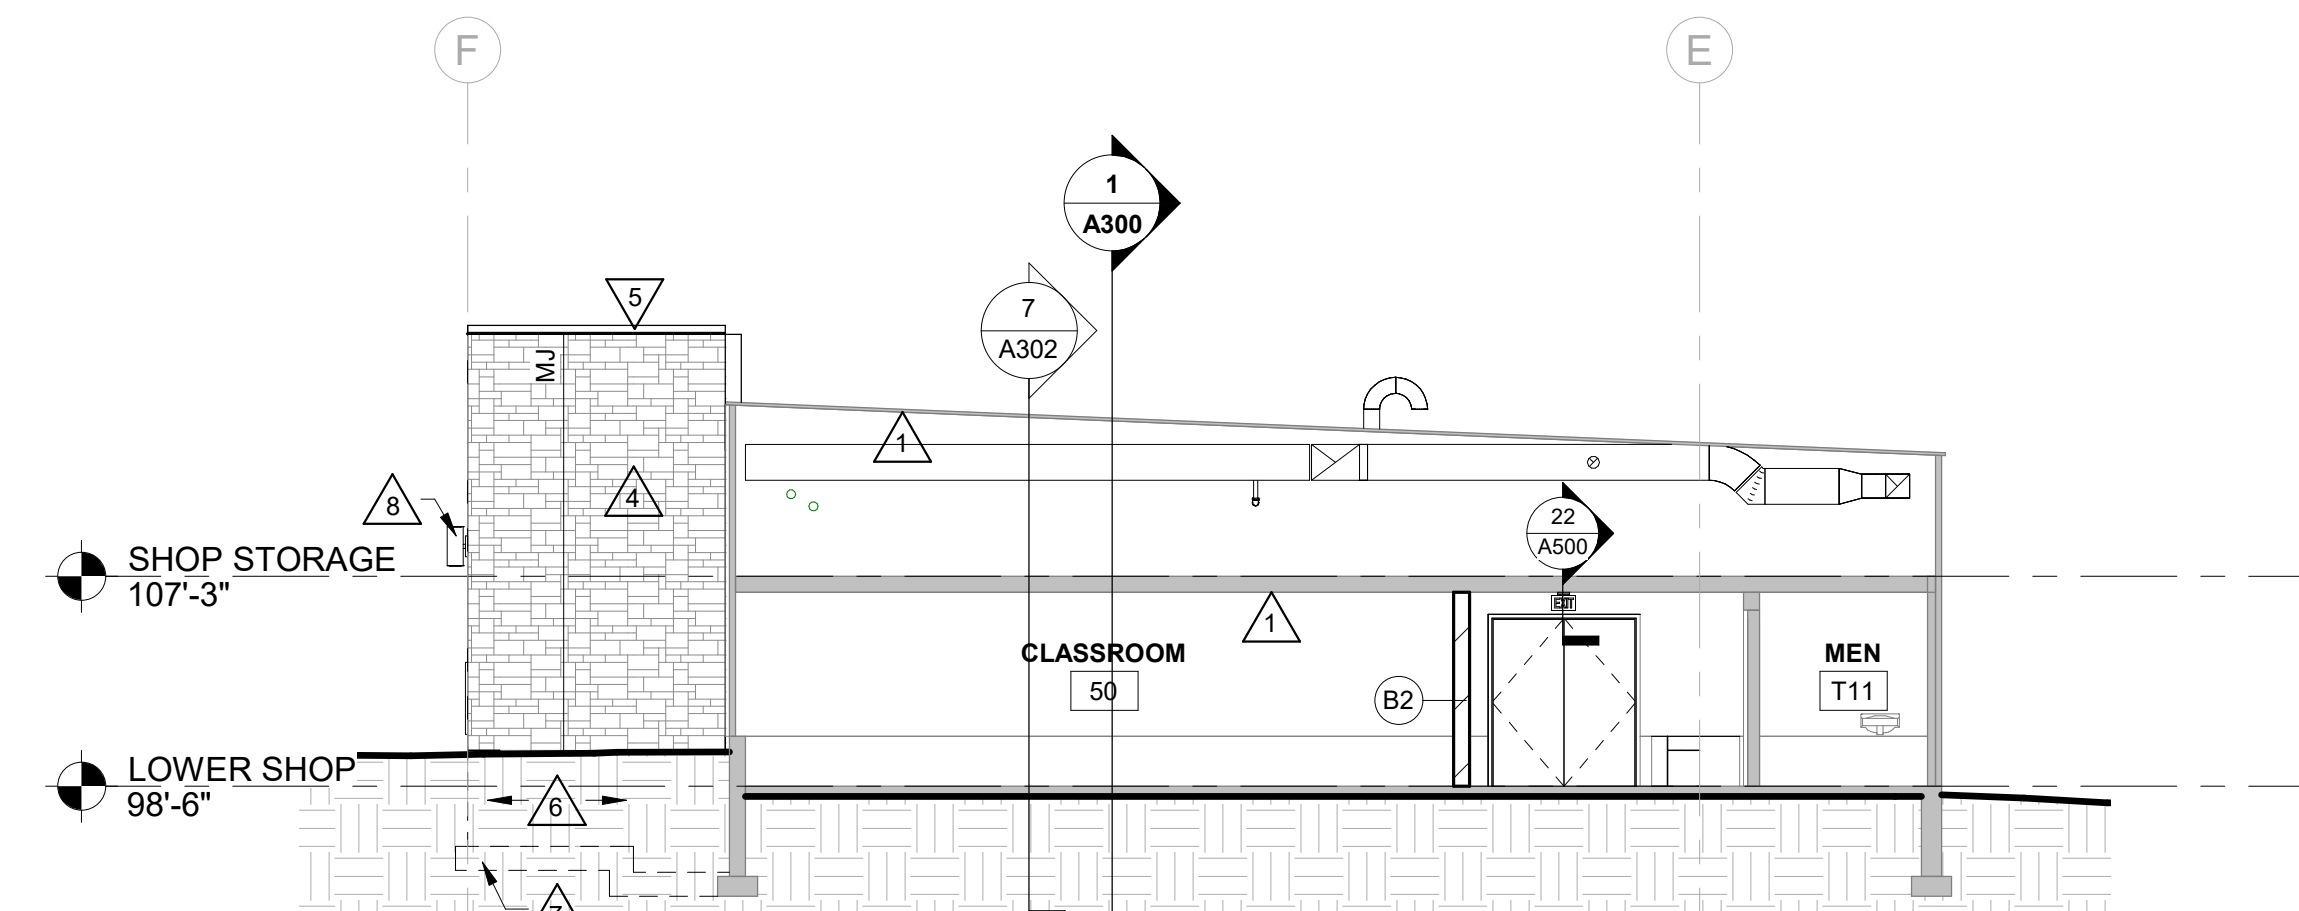 F
E
1
A300
5
7
A302
MJ
1
8
4
22
A500
SHOP STORAGE
107'-3"
EXIT
1
CLASSROOM
50
MEN
T11
B2
LOWER SHOP
98'-6"
6
7